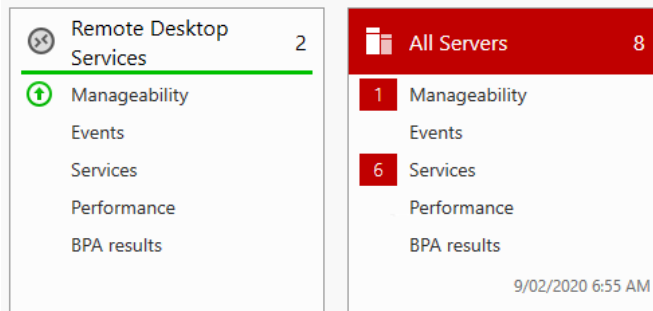 Remote Desktop
Services
2
Manageability
Events
Services
Performance
BPA results
All Servers
8
1 Manageability
Events
6 Services
Performance
BPA results
9/02/2020 6:55 AM